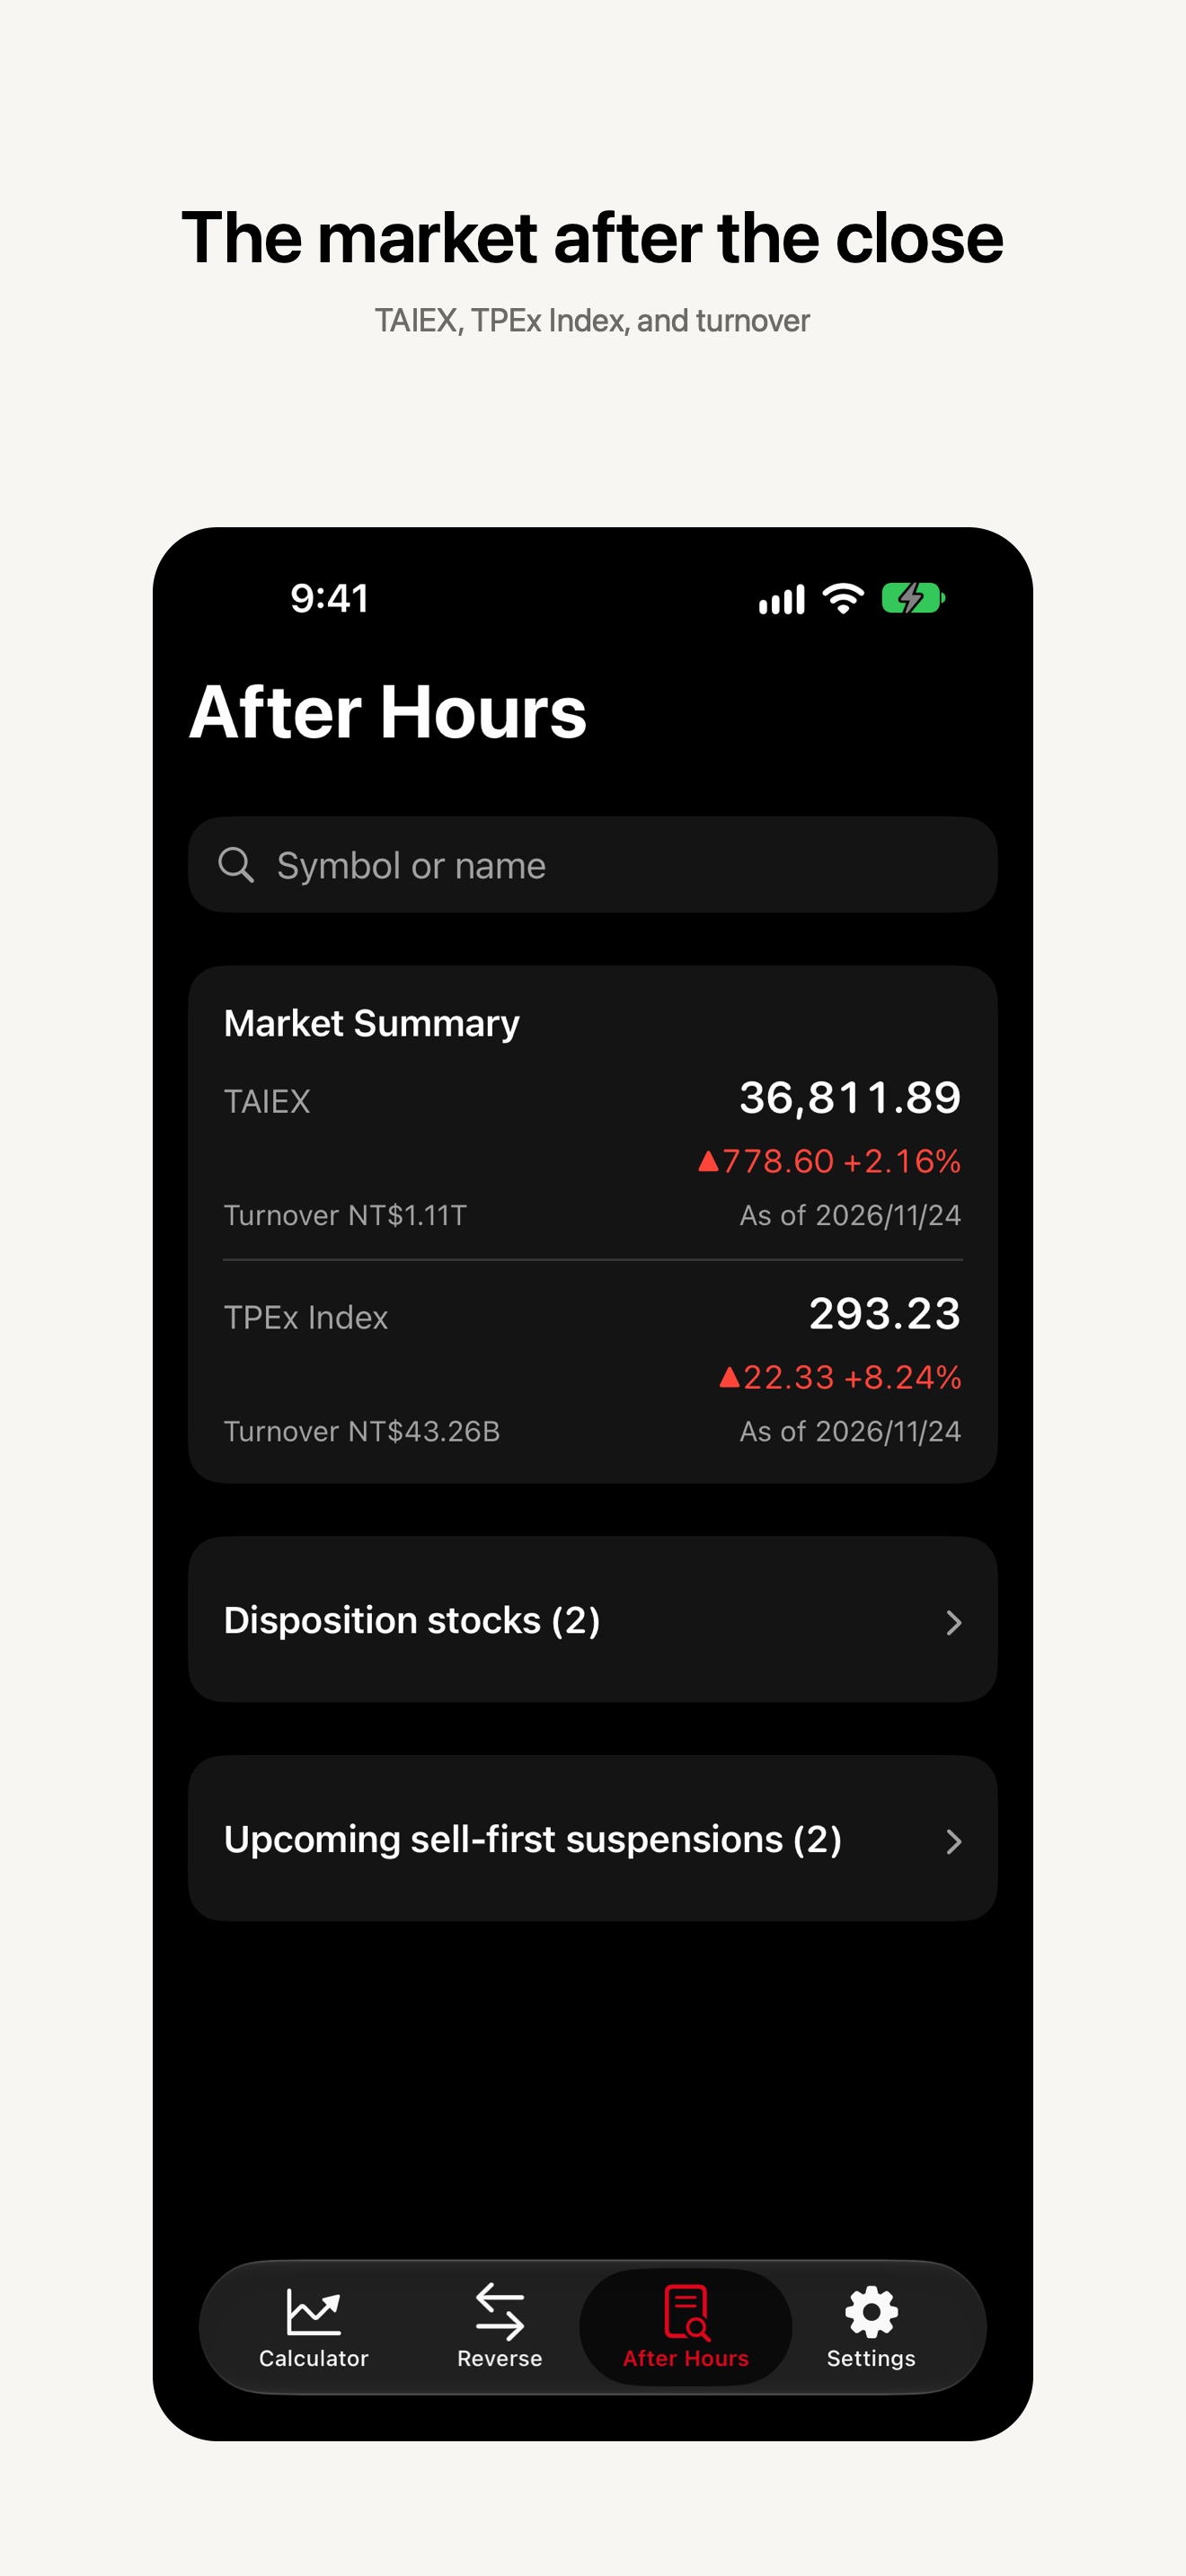 The market after the close
TAIEX, TPEx Index, and turnover
9:41
After Hours
Symbol or name
Market Summary
TAIEX 36,811.89
▲778.60 +2.16%
Turnover NT$1.11T As of 2026/11/24
TPEx Index 293.23
▲22.33 +8.24%
Turnover NT$43.26B As of 2026/11/24
Disposition stocks (2)
Upcoming sell-first suspensions (2)
Calculator Reverse After Hours Settings